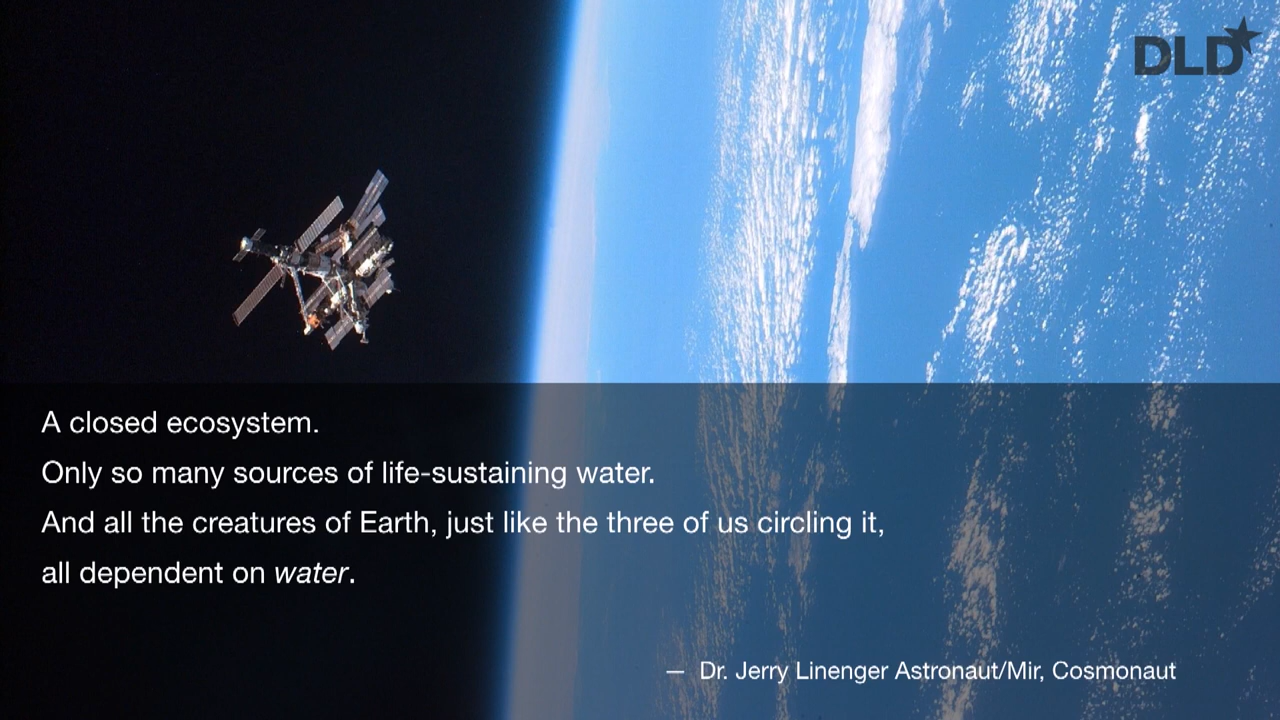 DLD
A closed ecosystem.
Only so many sources of life-sustaining water.
And all the creatures of Earth, just like the three of us circling it,
all dependent on water.
— Dr. Jerry Linenger Astronaut/Mir, Cosmonaut